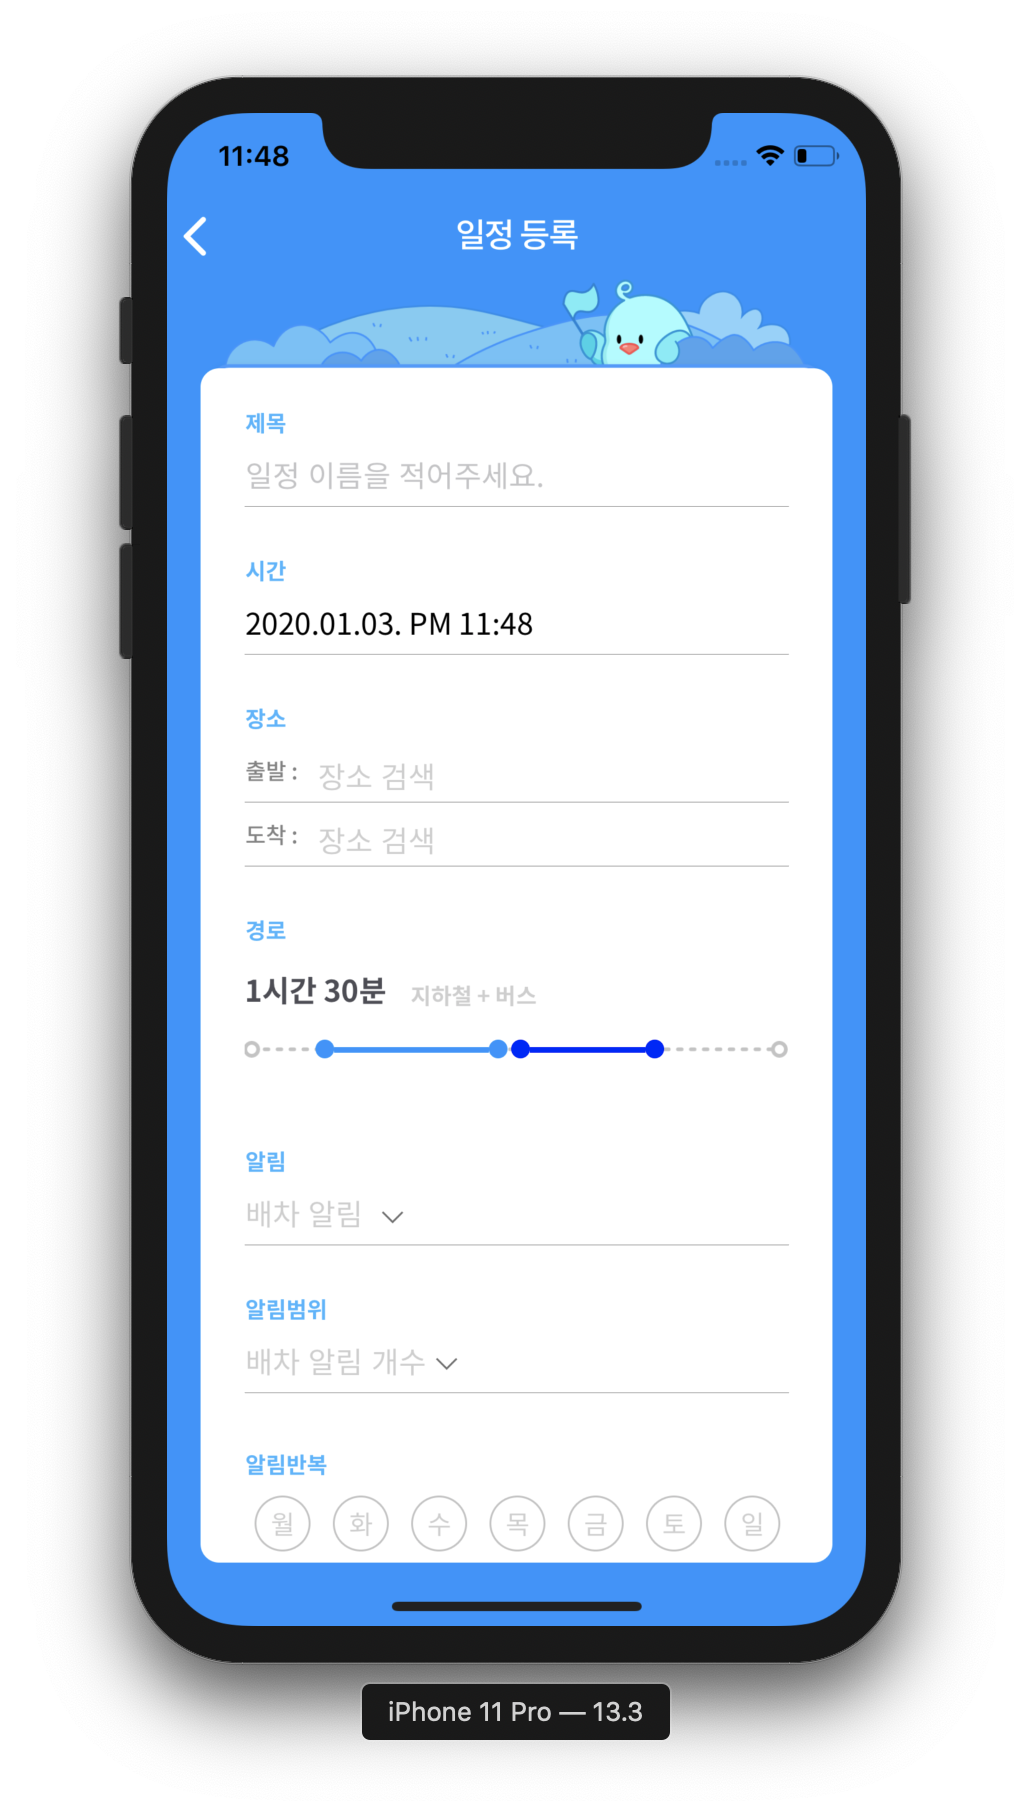 11:48
일정 등록
제목
일정 이름을 적어주세요.
시간
2020.01.03. PM 11:48
장소
출발 : 장소 검색
도착 : 장소 검색
경로
1시간 30분 지하철 + 버스
알림
배차 알림
알림범위
배차 알림 개수
알림반복
월 화 수 목 금 토 일
iPhone 11 Pro — 13.3